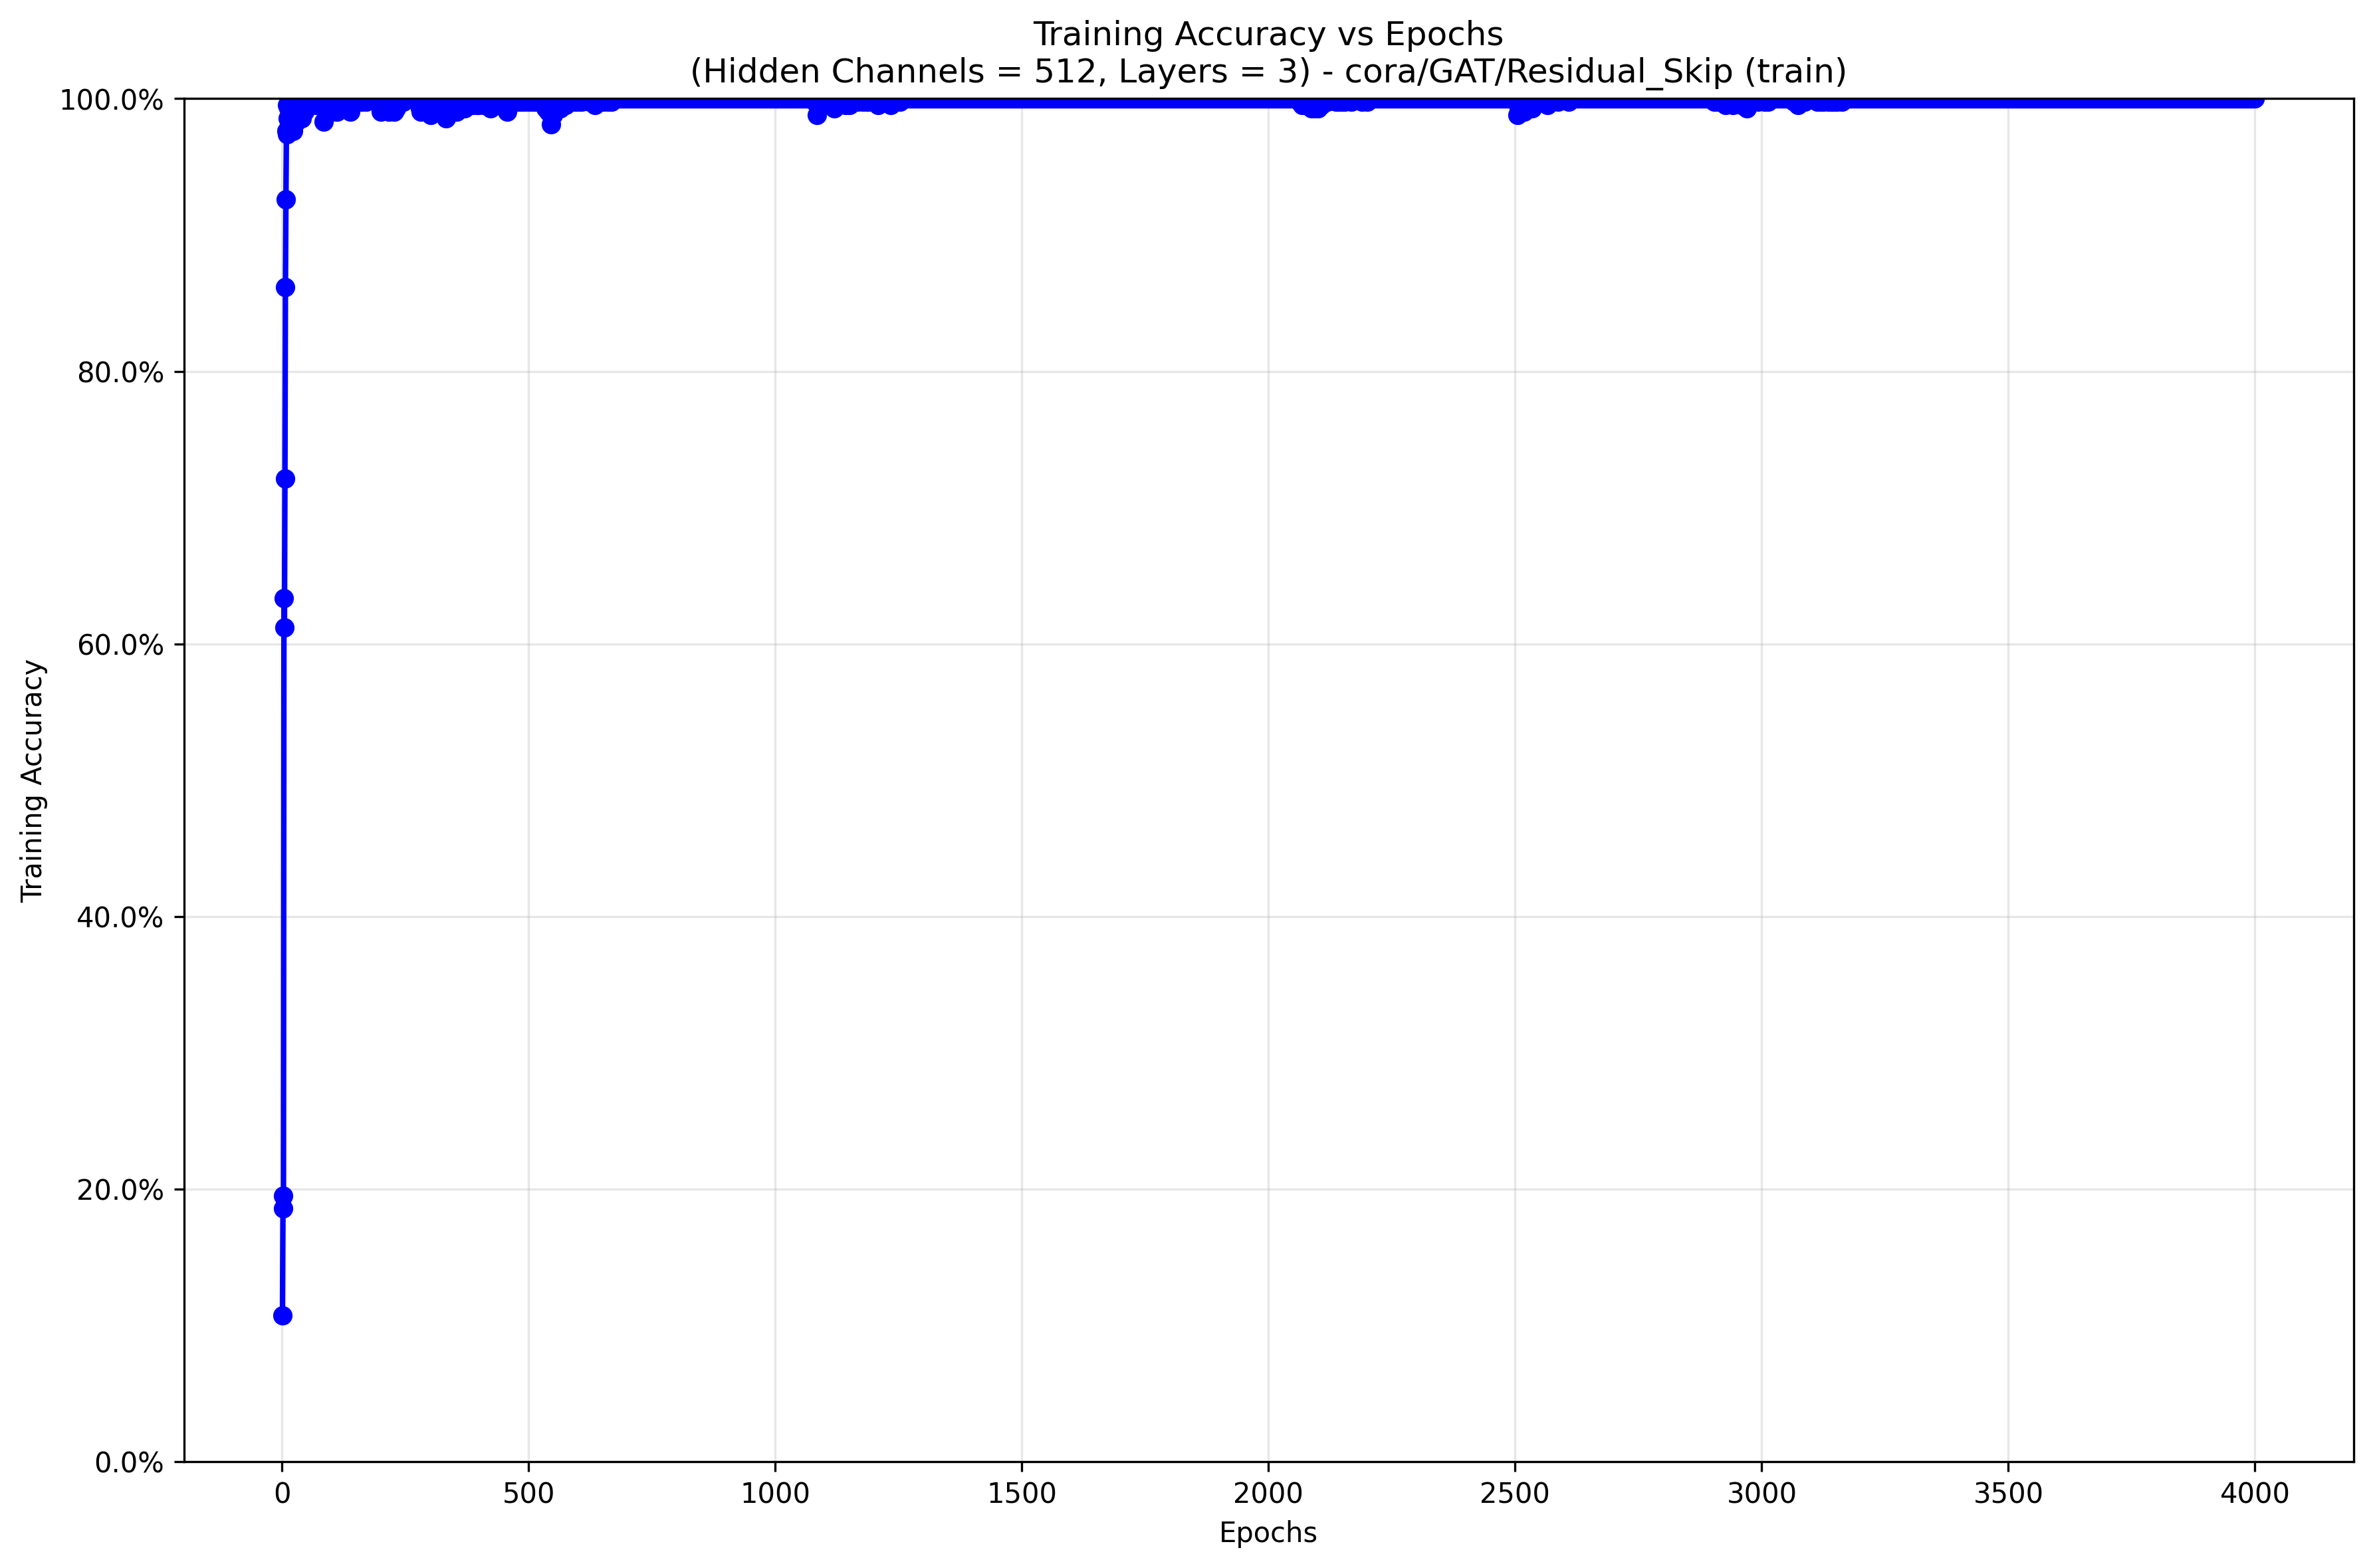 Training Accuracy vs Epochs
(Hidden Channels = 512, Layers = 3) - cora/GAT/Residual_Skip (train)
Training Accuracy
100.0%
80.0%
60.0%
40.0%
20.0%
0.0%
0 500 1000 1500 2000 2500 3000 3500 4000
Epochs